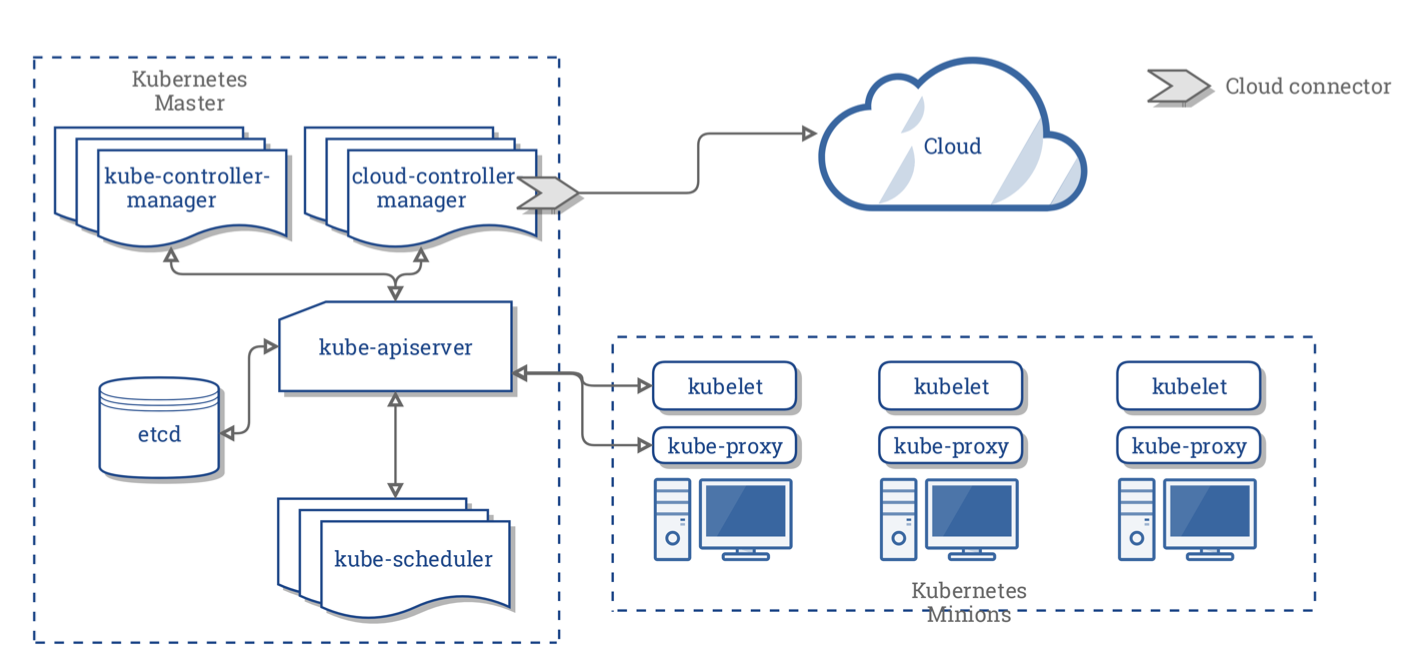 Kubernetes
Master
kube-controller-
manager
cloud-controller
manager
Cloud
Cloud connector
kube-apiserver
etcd
kube-scheduler
kubelet
kubelet
kubelet
kube-proxy
kube-proxy
kube-proxy
Kubernetes
Minions